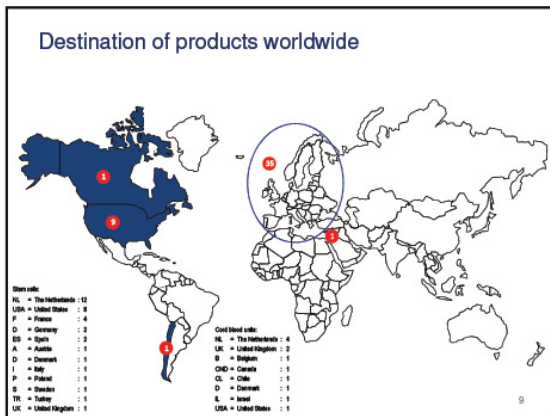 Destination of products worldwide
35
1
9
1
1
Stem cells:
NL = The Netherlands : 12
USA = United States : 8
F = France : 4
D = Germany : 2
ES = Spain : 2
A = Austria : 1
D = Denmark : 1
I = Italy : 1
P = Poland : 1
S = Sweden : 1
TR = Turkey : 1
UK = United Kingdom : 1
Cord blood units:
NL = The Netherlands : 4
UK = United Kingdom : 2
B = Belgium : 1
CND = Canada : 1
CL = Chile : 1
D = Denmark : 1
IL = Israel : 1
USA = United States : 1
9